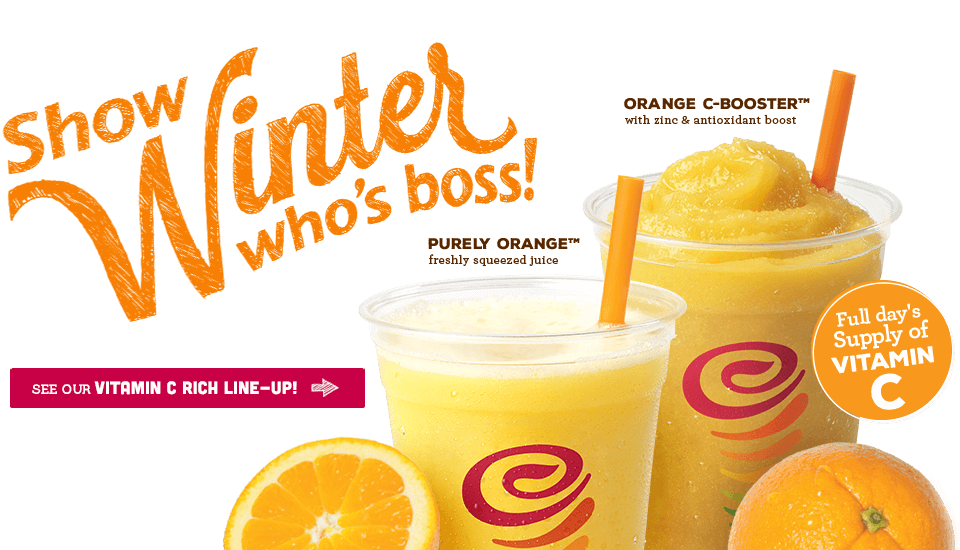 Show
Winter
who's boss!
ORANGE C-BOOSTER™
with zinc & antioxidant boost
PURELY ORANGE™
freshly squeezed juice
Full day's
Supply of
VITAMIN
C
SEE OUR VITAMIN C RICH LINE-UP!